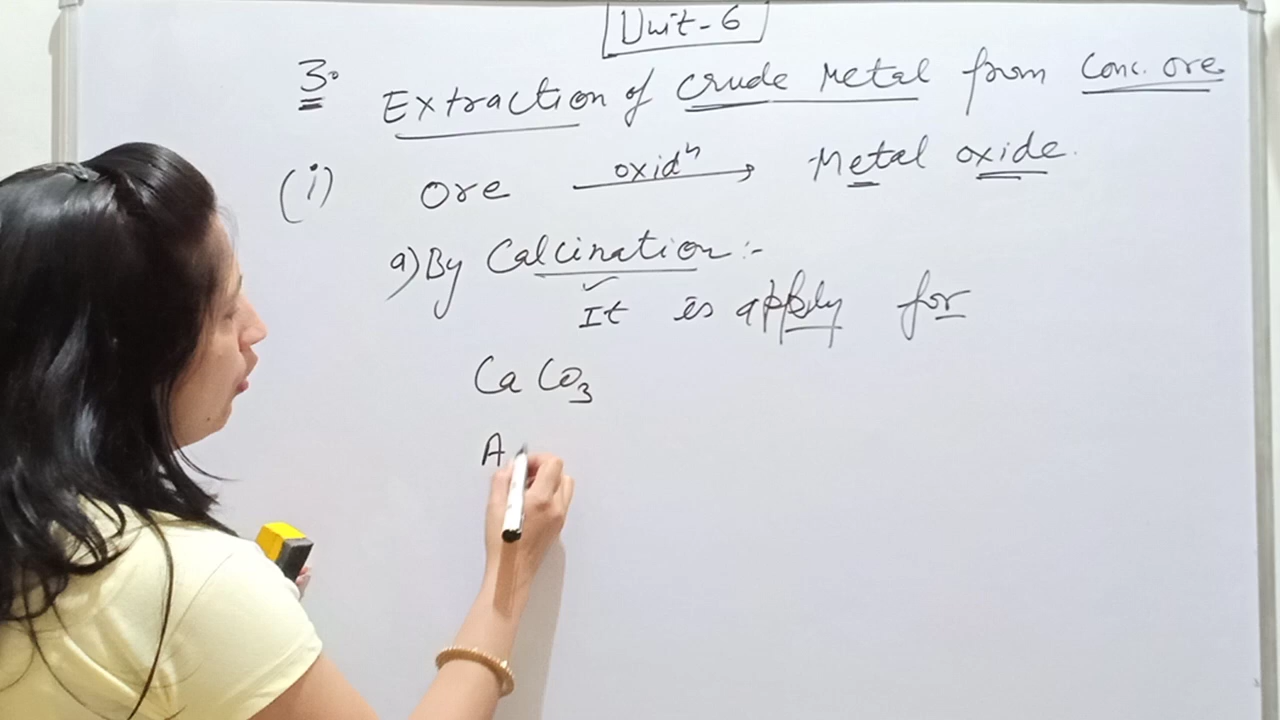 Unit-6
3. Extraction of crude Metal from Conc. ore
(i) Ore oxidⁿ → Metal oxide.
a) By Calcination :-
It is apply for
CaCO₃
A